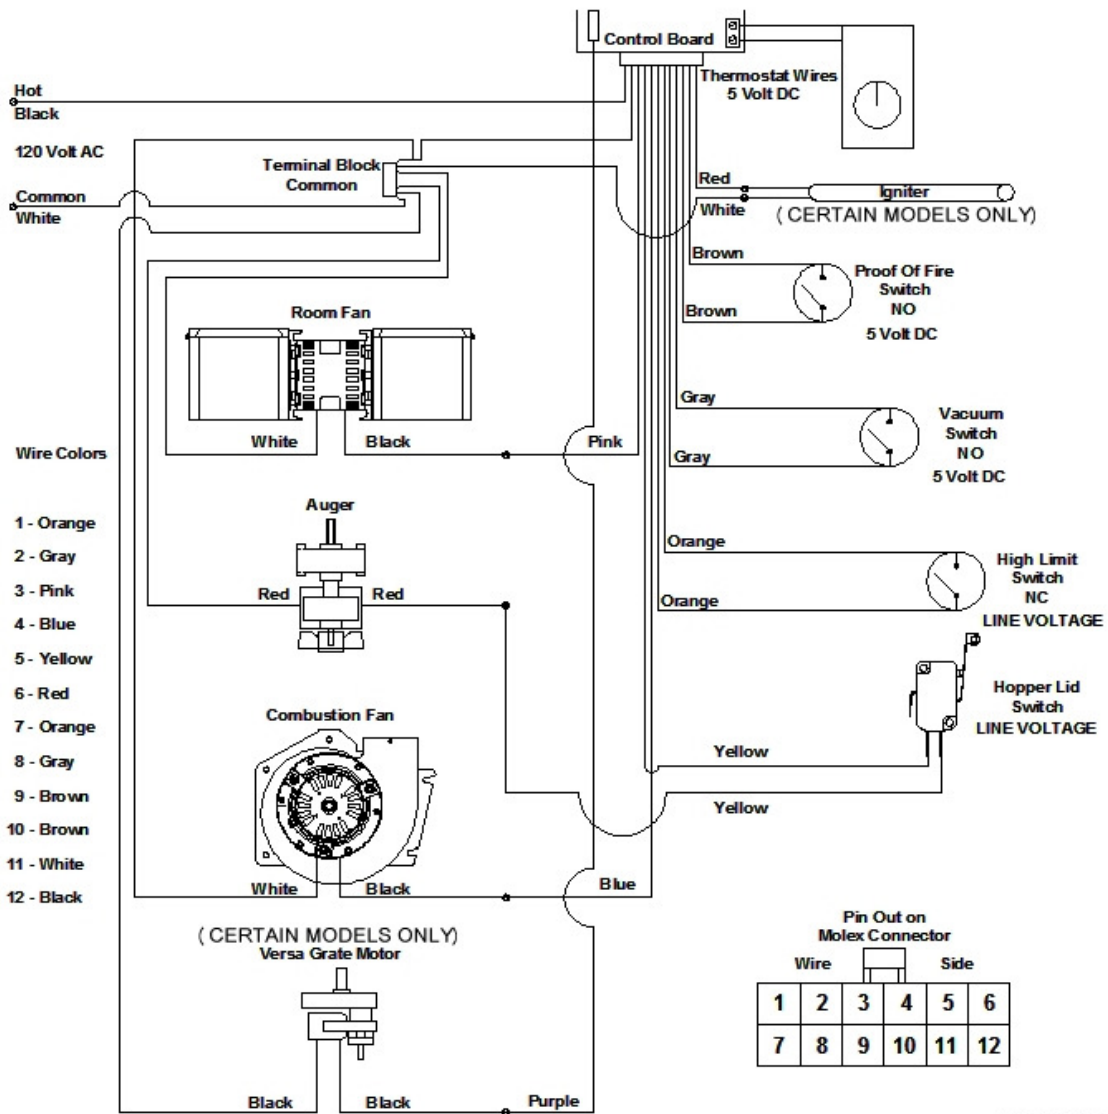 Control Board
Thermostat Wires
5 Volt DC
Hot
Black
120 Volt AC
Terminal Block
Common
Common
White
Red
White
Igniter
( CERTAIN MODELS ONLY)
Brown
Brown
Proof Of Fire
Switch
NO
5 Volt DC
Room Fan
White
Black
Pink
Gray
Gray
Vacuum
Switch
NO
5 Volt DC
Wire Colors
1 - Orange
2 - Gray
3 - Pink
4 - Blue
5 - Yellow
6 - Red
7 - Orange
8 - Gray
9 - Brown
10 - Brown
11 - White
12 - Black
Auger
Red
Red
Orange
Orange
High Limit
Switch
NC
LINE VOLTAGE
Hopper Lid
Switch
LINE VOLTAGE
Yellow
Yellow
Combustion Fan
White
Black
Blue
( CERTAIN MODELS ONLY)
Versa Grate Motor
Black
Black
Purple
Pin Out on
Molex Connector
Wire Side
1 2 3 4 5 6
7 8 9 10 11 12